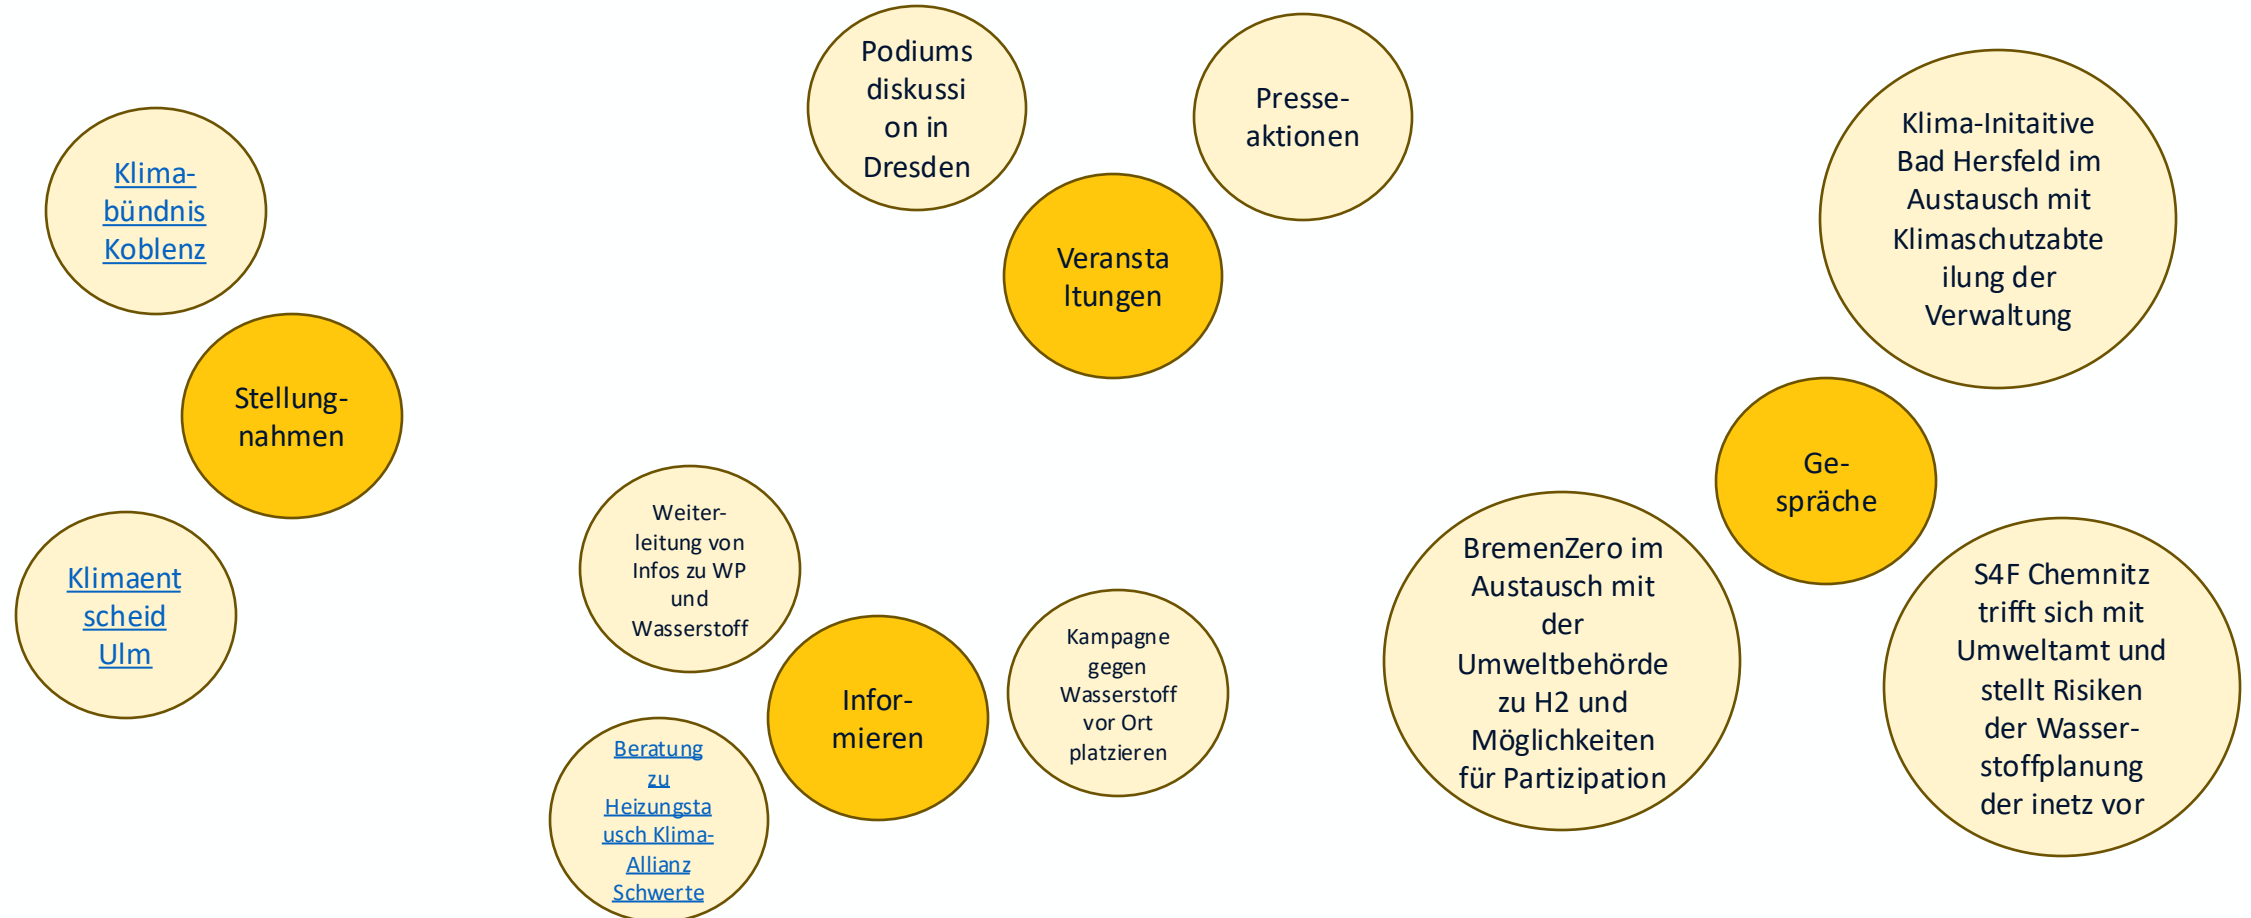 Klima-
bündnis
Koblenz
Stellung-
nahmen
Klimaent
scheid
Ulm
Podiums
diskussi
on in
Dresden
Presse-
aktionen
Veransta
ltungen
Weiter-
leitung von
Infos zu WP
und
Wasserstoff
Infor-
mieren
Kampagne
gegen
Wasserstoff
vor Ort
platzieren
Beratung
zu
Heizungsta
usch Klima-
Allianz
Schwerte
Klima-Initaitive
Bad Hersfeld im
Austausch mit
Klimaschutzabte
ilung der
Verwaltung
Ge-
spräche
BremenZero im
Austausch mit
der
Umweltbehörde
zu H2 und
Möglichkeiten
für Partizipation
S4F Chemnitz
trifft sich mit
Umweltamt und
stellt Risiken
der Wasser-
stoffplanung
der inetz vor